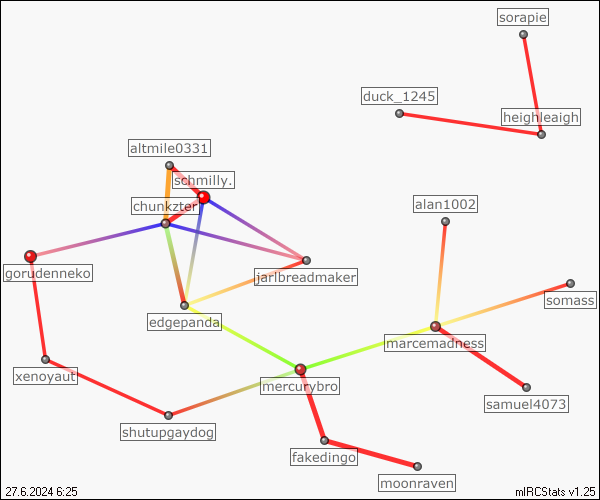 sorapie
duck_1245
heighleaigh
altmile0331
schmilly.
chunkzter
alan1002
gorudenneko
jarlbreadmaker
somass
edgepanda
marcemadness
xenoyaut
mercurybro
samuel4073
shutupgaydog
fakedingo
moonraven
27.6.2024 6:25
mIRCStats v1.25